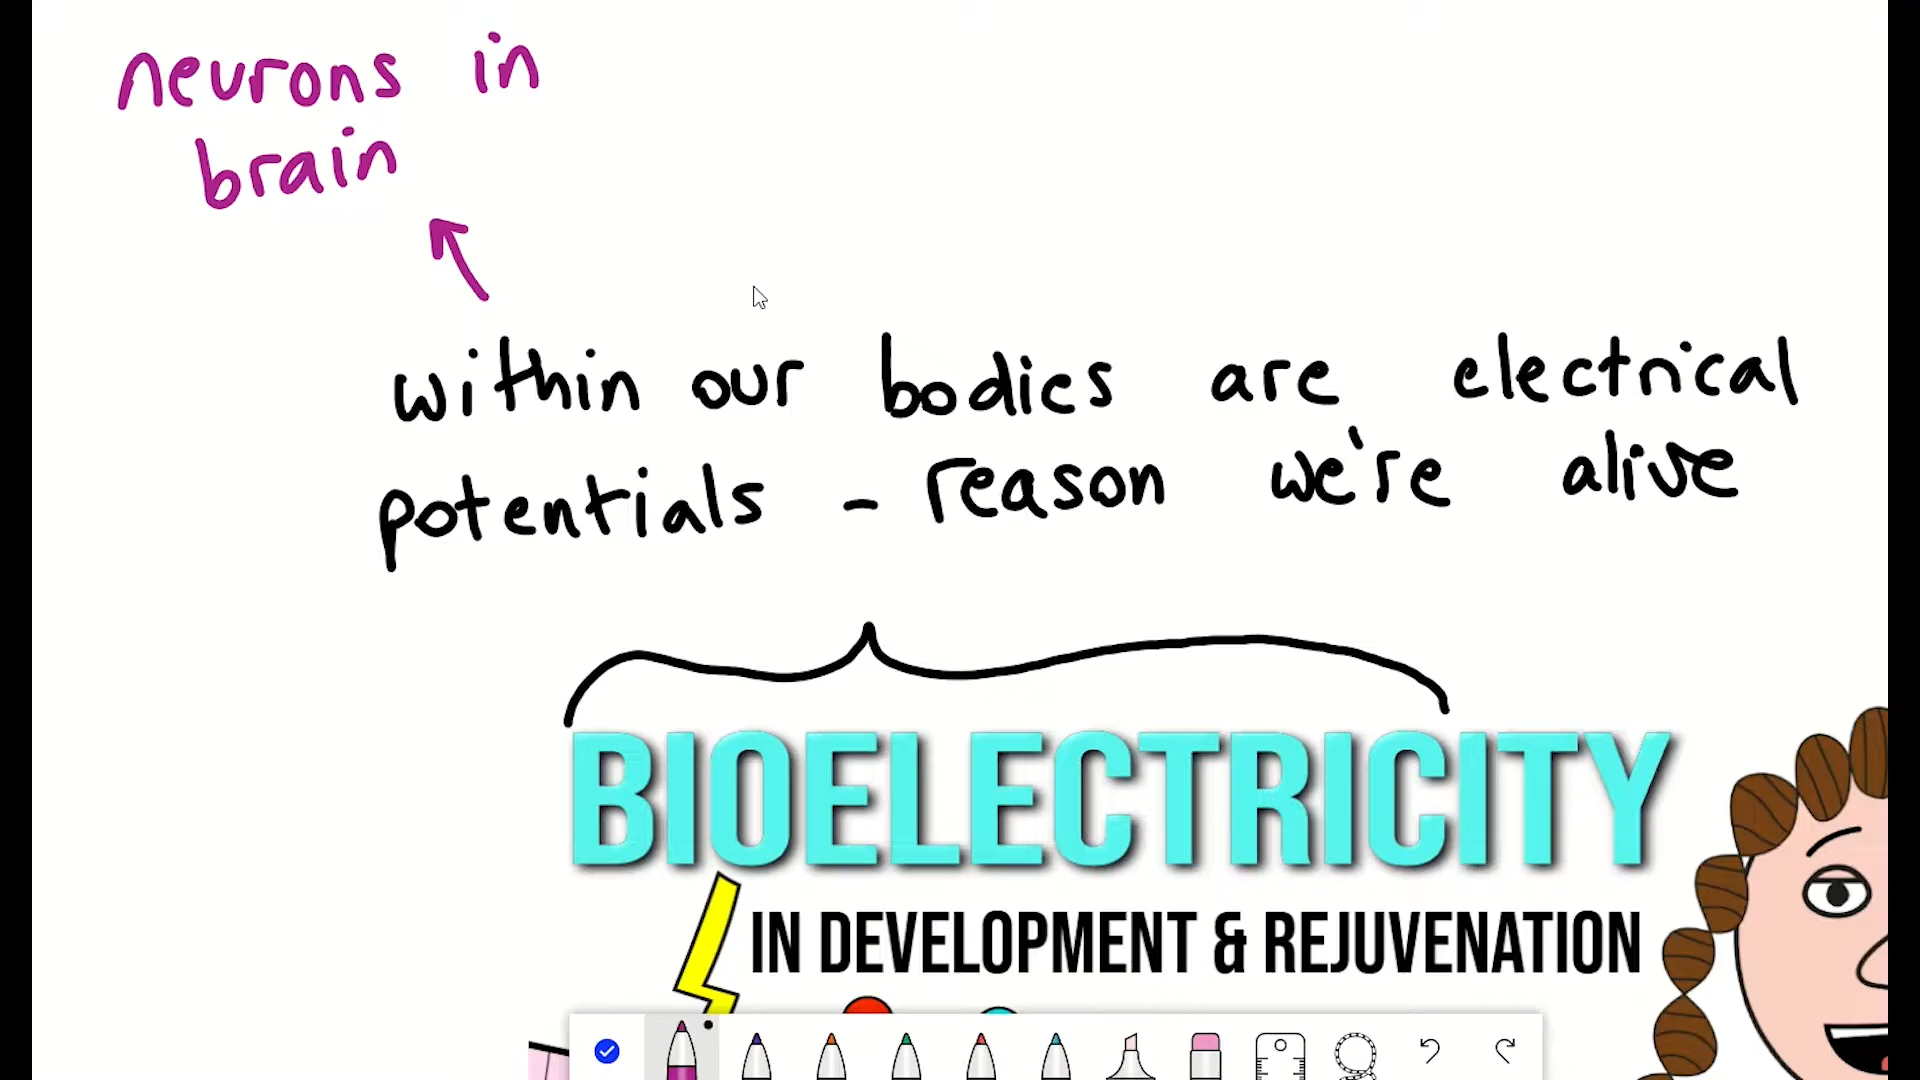 neurons in
brain
within our bodies are electrical
potentials - reason we're alive
BIOELECTRICITY
IN DEVELOPMENT & REJUVENATION